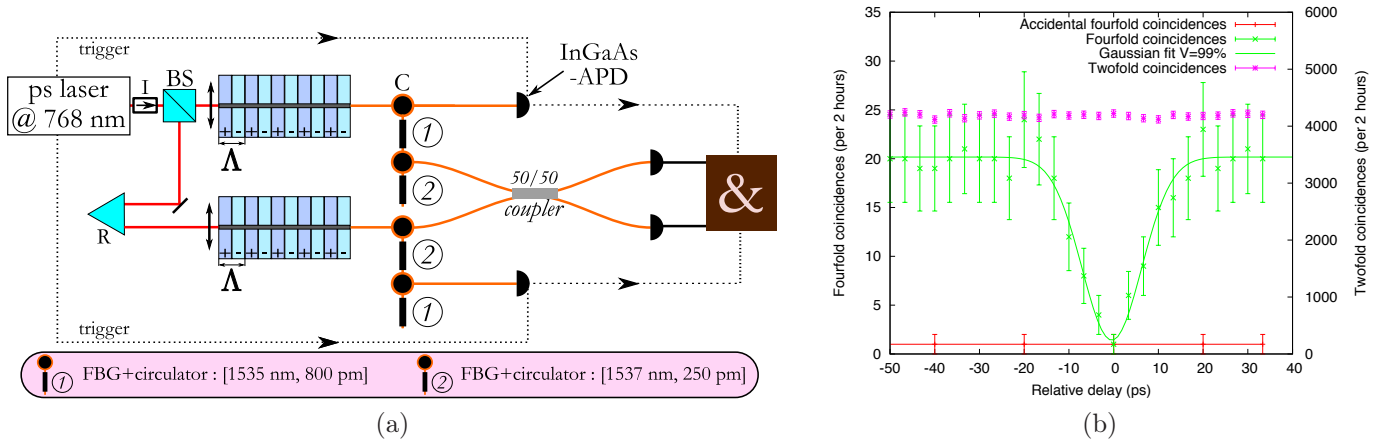 trigger
InGaAs
-APD
ps laser
@ 768 nm
I
BS
C
+ - + - + - + - + -
Λ
1
2
50/50
coupler
&
R
+ - + - + - + - + -
Λ
2
1
trigger
1 FBG+circulator : [1535 nm, 800 pm]
2 FBG+circulator : [1537 nm, 250 pm]
(a)
Accidental fourfold coincidences
Fourfold coincidences
Gaussian fit V=99%
Twofold coincidences
Fourfold coincidences (per 2 hours)
35
30
25
20
15
10
5
0
6000
5000
4000
3000
2000
1000
0
Twofold coincidences (per 2 hours)
-50 -40 -30 -20 -10 0 10 20 30 40
Relative delay (ps)
(b)